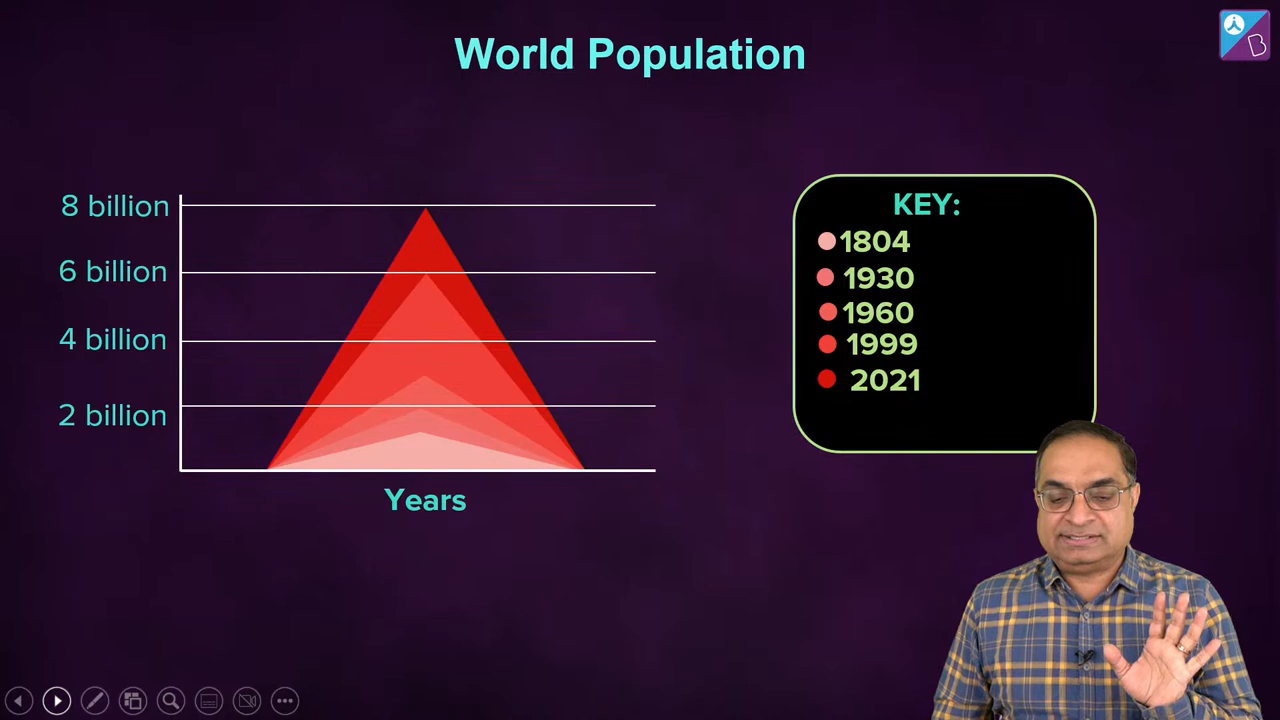 World Population
8 billion
6 billion
4 billion
2 billion
Years
KEY:
1804
1930
1960
1999
2021
B